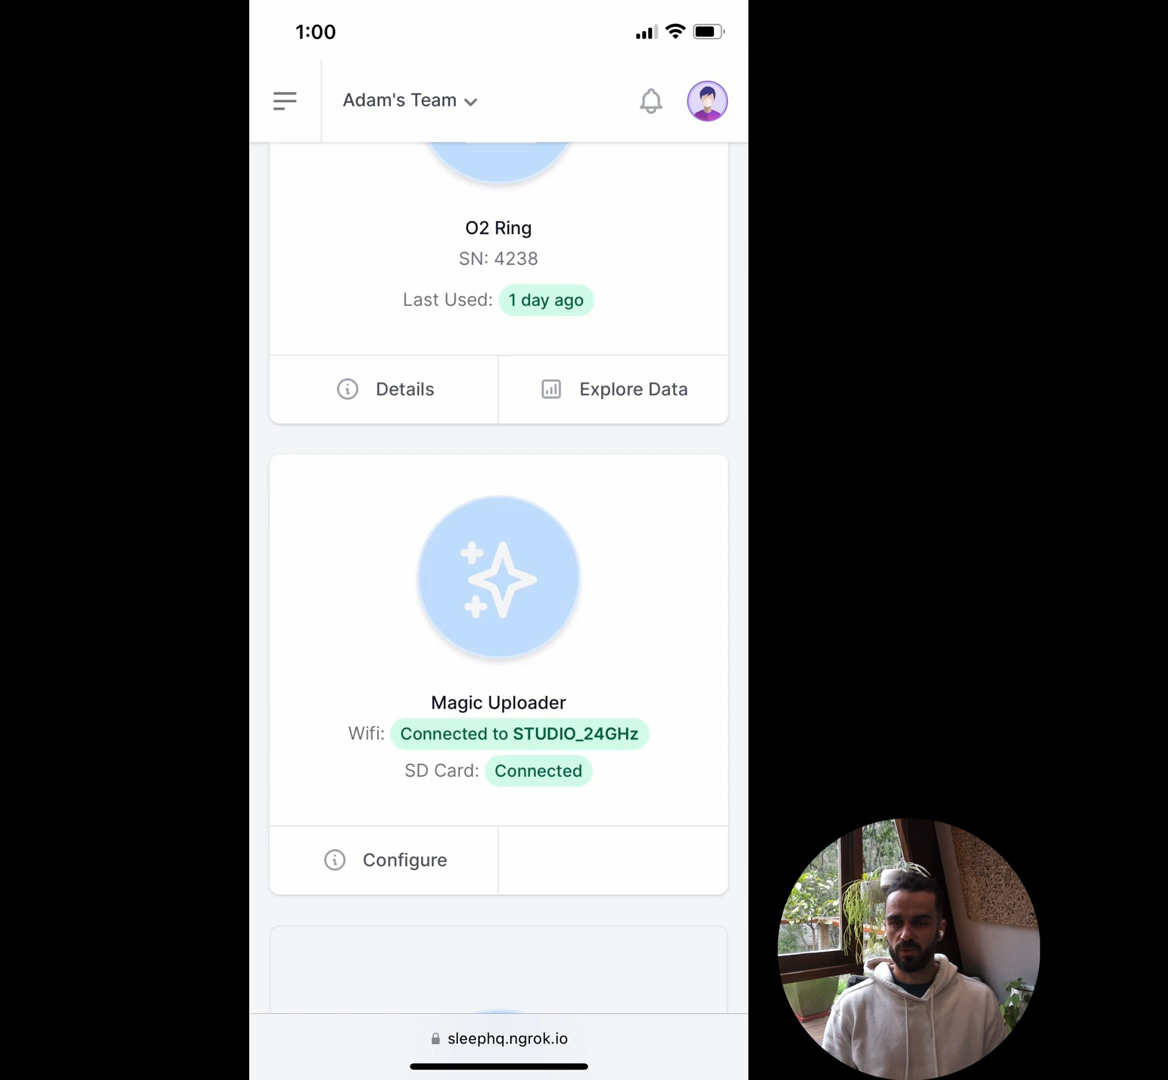 1:00
Adam's Team
O2 Ring
SN: 4238
Last Used: 1 day ago
Details
Explore Data
Magic Uploader
Wifi: Connected to STUDIO_24GHz
SD Card: Connected
Configure
sleephq.ngrok.io